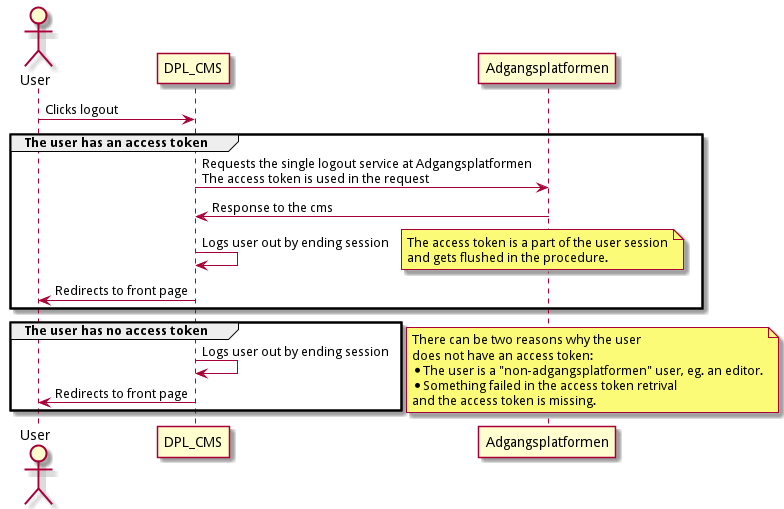 User
DPL_CMS
Adgangsplatformen
Clicks logout
The user has an access token
Requests the single logout service at Adgangsplatformen
The access token is used in the request
Response to the cms
Logs user out by ending session
The access token is a part of the user session
and gets flushed in the procedure.
Redirects to front page
The user has no access token
Logs user out by ending session
Redirects to front page
There can be two reasons why the user
does not have an access token:
• The user is a "non-adgangsplatformen" user, eg. an editor.
• Something failed in the access token retrival
and the access token is missing.
User
DPL_CMS
Adgangsplatformen